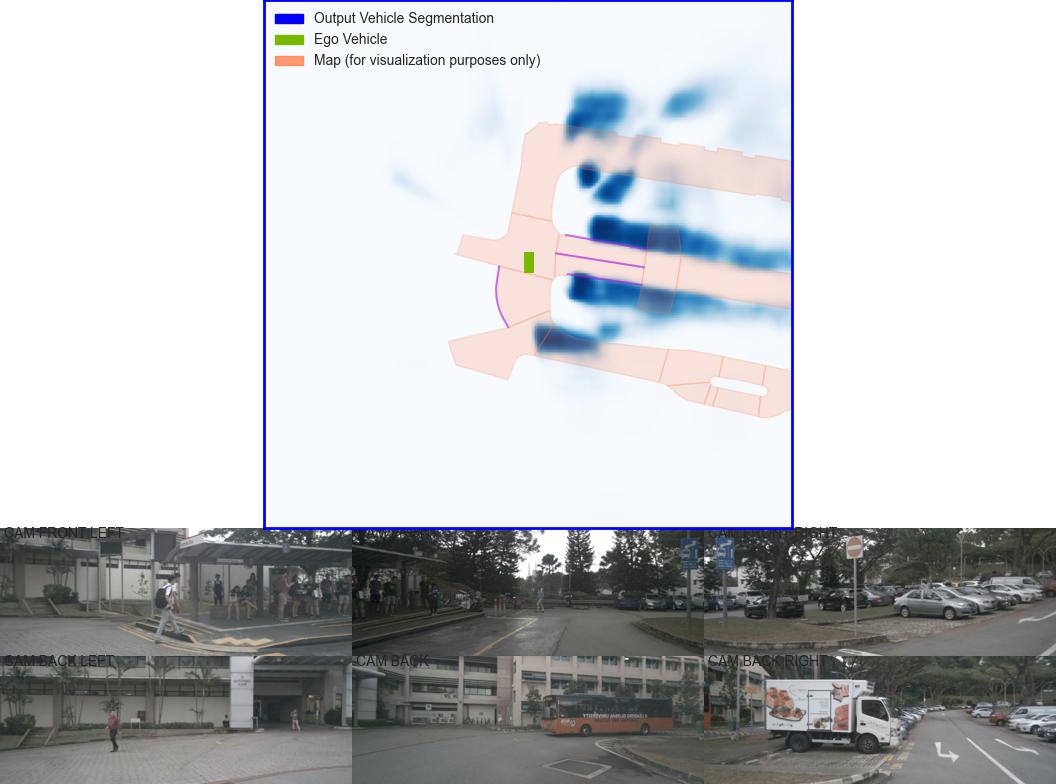 Output Vehicle Segmentation
Ego Vehicle
Map (for visualization purposes only)
CAM FRONT LEFT
RIGHT
CAM BACK LEFT
CAM BACK
CAM BACK RIGHT